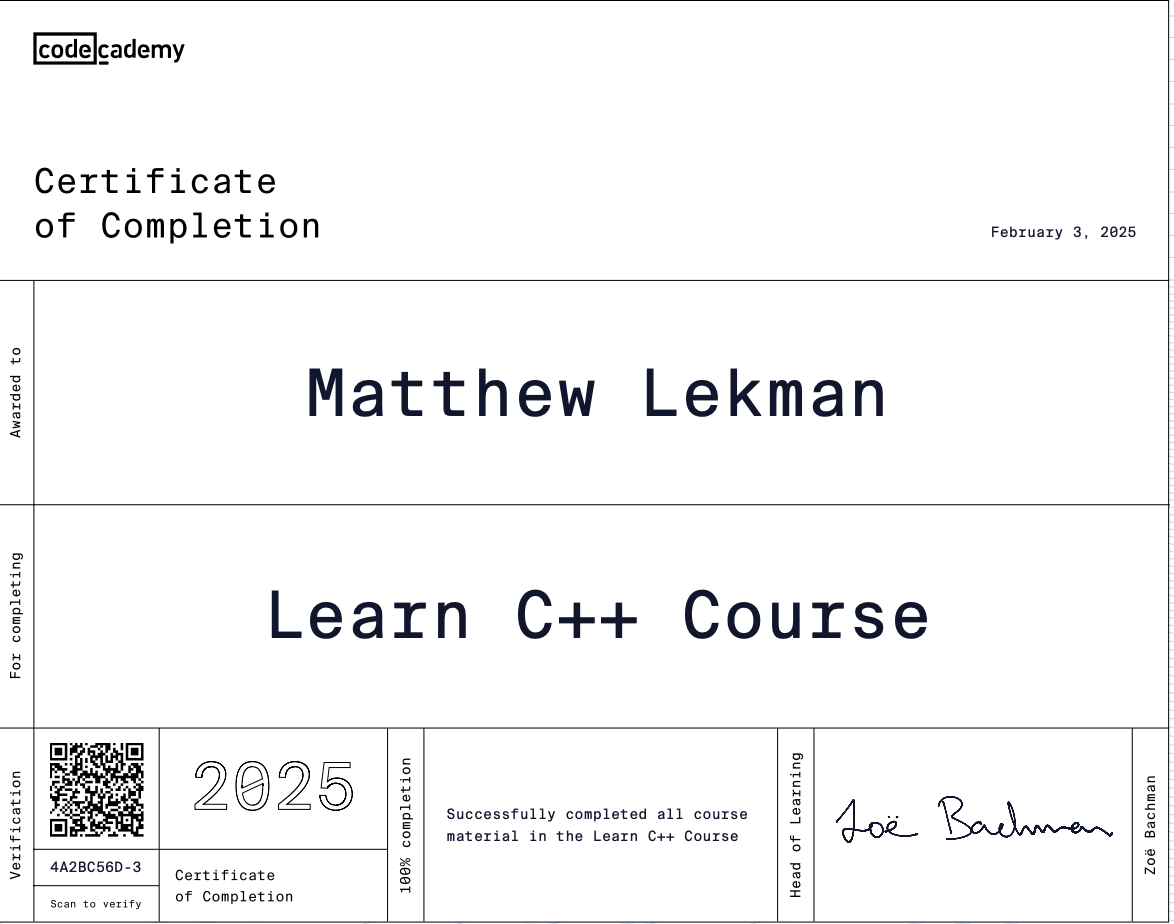 codecademy
Certificate
of Completion
February 3, 2025
Awarded to
Matthew Lekman
For completing
Learn C++ Course
Verification
4A2BC56D-3
Scan to verify
2025
Certificate
of Completion
100% completion
Successfully completed all course
material in the Learn C++ Course
Head of Learning
Zoë Bachman
Zoë Bachman